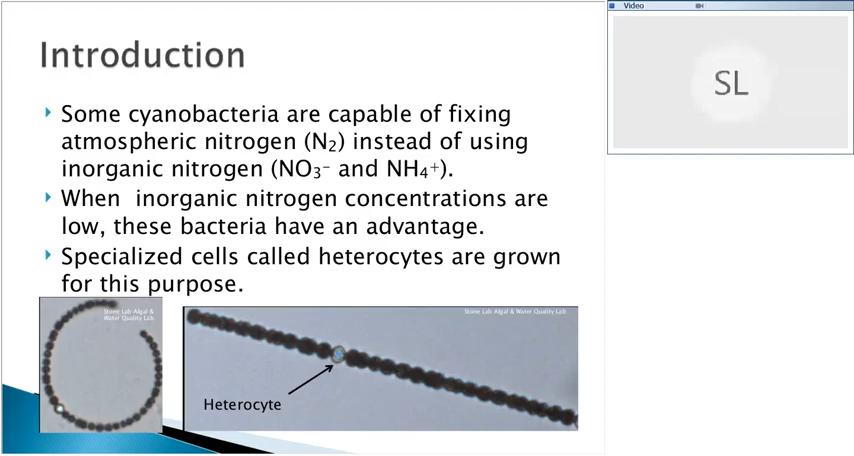 Introduction
Some cyanobacteria are capable of fixing
atmospheric nitrogen (N₂) instead of using
inorganic nitrogen (NO₃⁻ and NH₄⁺).
When  inorganic nitrogen concentrations are
low, these bacteria have an advantage.
Specialized cells called heterocytes are grown
for this purpose.
Stone Lab Algal &
Water Quality Lab
Stone Lab Algal & Water Quality Lab
Heterocyte
Video
SL